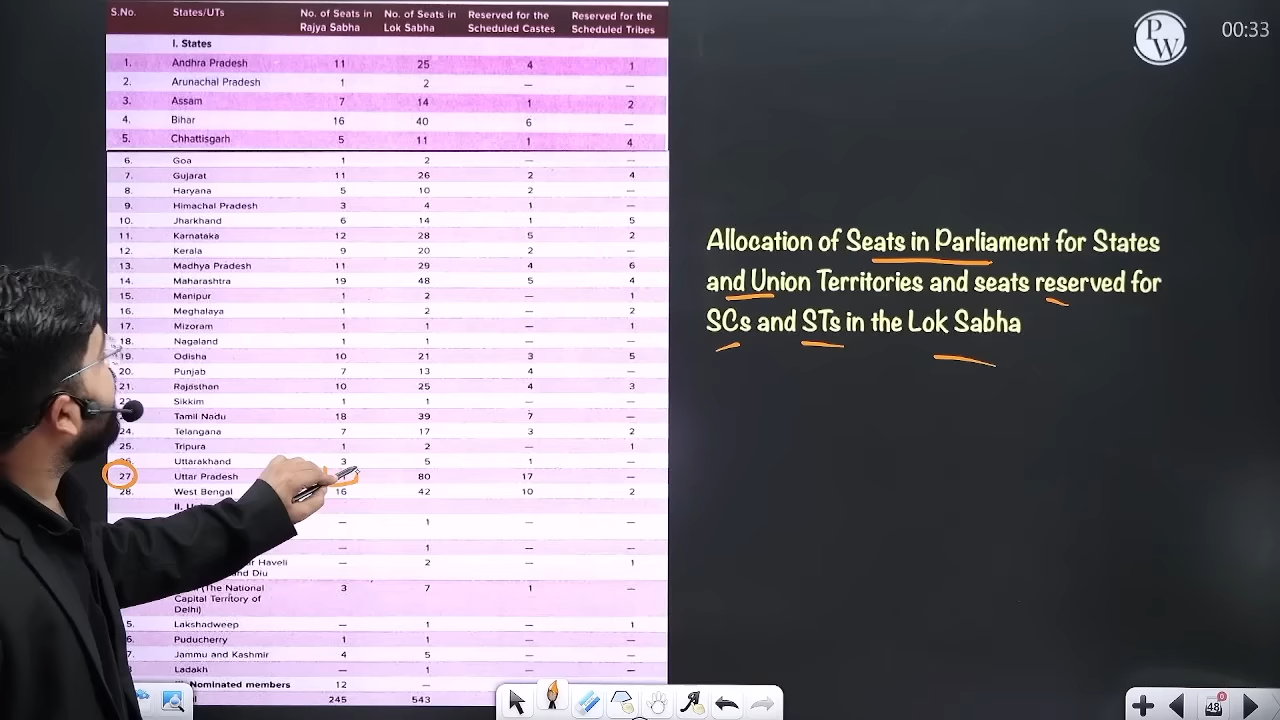 S.No. States/UTs No. of Seats in Rajya Sabha No. of Seats in Lok Sabha Reserved for the Scheduled Castes Reserved for the Scheduled Tribes
I. States
1. Andhra Pradesh 11 25 4 1
2. Arunachal Pradesh 1 2 — —
3. Assam 7 14 1 2
4. Bihar 16 40 6 —
5. Chhattisgarh 5 11 1 4
6. Goa 1 2 — —
7. Gujarat 11 26 2 4
8. Haryana 5 10 2 —
9. Himachal Pradesh 3 4 1 —
10. Jharkhand 6 14 1 5
11. Karnataka 12 28 5 2
12. Kerala 9 20 2 —
13. Madhya Pradesh 11 29 4 6
14. Maharashtra 19 48 5 4
15. Manipur 1 2 — 1
16. Meghalaya 1 2 — 2
17. Mizoram 1 1 — 1
18. Nagaland 1 1 — —
19. Odisha 10 21 3 5
20. Punjab 7 13 4 —
21. Rajasthan 10 25 4 3
Sikkim 1 1 — —
Tamil Nadu 18 39 7 —
24. Telangana 7 17 3 2
25. Tripura 1 2 — 1
Uttarakhand 3 5 1 —
27 Uttar Pradesh 80 17 —
28. West Bengal 16 42 10 2
II.
— 1 — —
— 1 — —
Haveli — 2 — 1
and Diu
(The National 3 7 1 —
Capital Territory of
Delhi)
5. Lakshadweep — 1 — 1
6. Puducherry 1 1 — —
7. Jammu and Kashmir 4 5 — —
Ladakh — 1 — —
Nominated members 12 —
245 543
PW
00:33
Allocation of Seats in Parliament for States
and Union Territories and seats reserved for
SCs and STs in the Lok Sabha
48
0